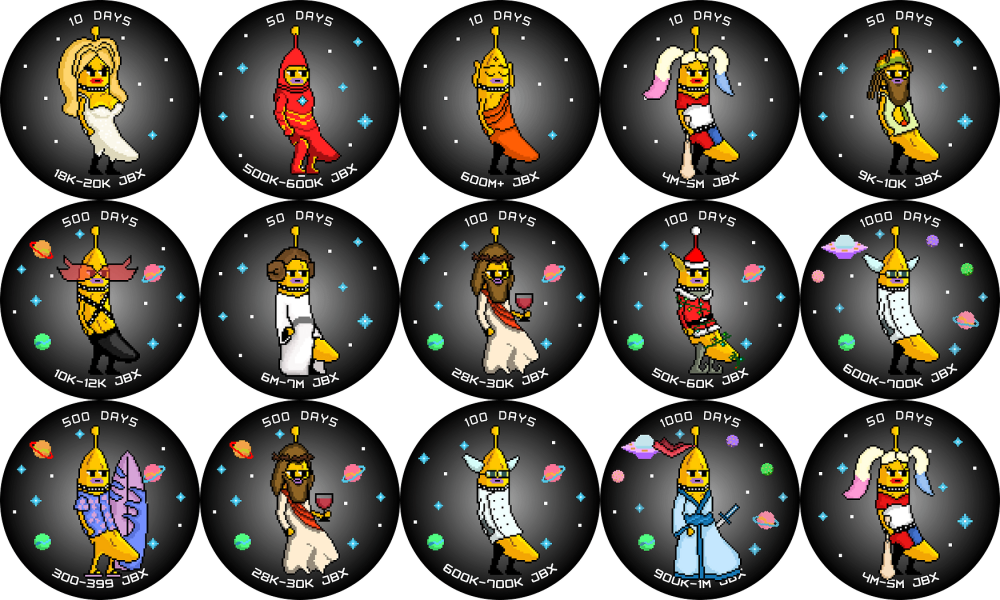 10 DAYS
18K-20K JBX
50 DAYS
500K-600K JBX
10 DAYS
600M+ JBX
10 DAYS
4M-5M JBX
50 DAYS
9K-10K JBX
500 DAYS
10K-12K JBX
50 DAYS
6M-7M JBX
100 DAYS
28K-30K JBX
100 DAYS
50K-60K JBX
1000 DAYS
600K-700K JBX
500 DAYS
300-399 JBX
500 DAYS
28K-30K JBX
100 DAYS
600K-700K JBX
1000 DAYS
900K-1M JBX
50 DAYS
4M-5M JBX